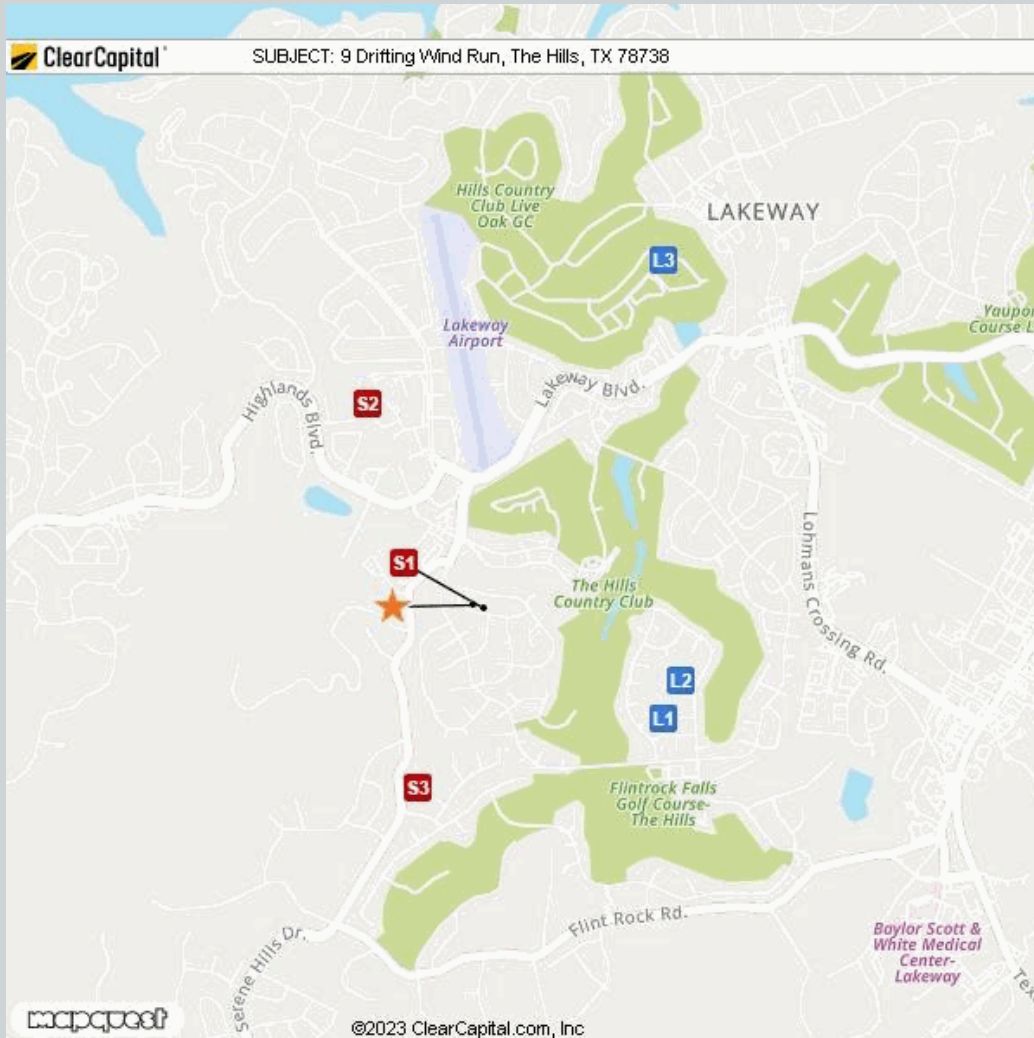 ClearCapital
SUBJECT: 9 Drifting Wind Run, The Hills, TX 78738
Hills Country
Club Live
Oak GC
LAKEWAY
L3
Yaupon
Course L
Lakeway
Airport
Lakeway Blvd.
Highlands Blvd.
S2
Lohmans Crossing Rd.
S1
The Hills
Country Club
L2
L1
S3
Flintrock Falls
Golf Course-
The Hills
Flint Rock Rd.
Baylor Scott &
White Medical
Center-
Lakeway
Serene Hills Dr.
Tex
mapquest
©2023 ClearCapital.com, Inc